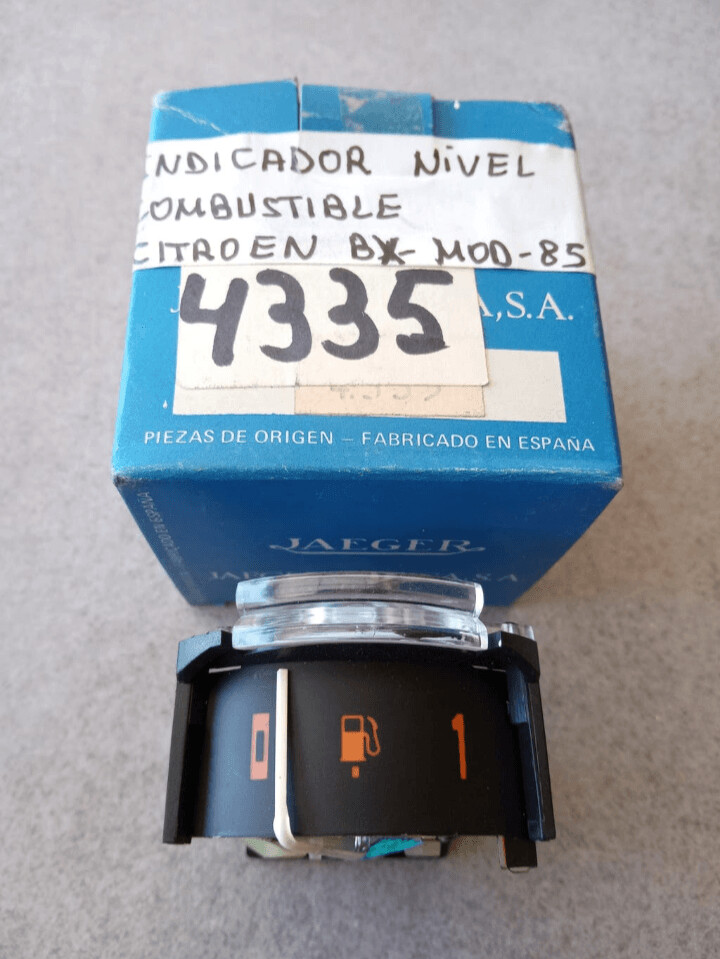 INDICADOR NIVEL
COMBUSTIBLE
CITROEN BX-MOD-85
4335
A,S.A.
PIEZAS DE ORIGEN – FABRICADO EN ESPAÑA
JAEGER
0
1